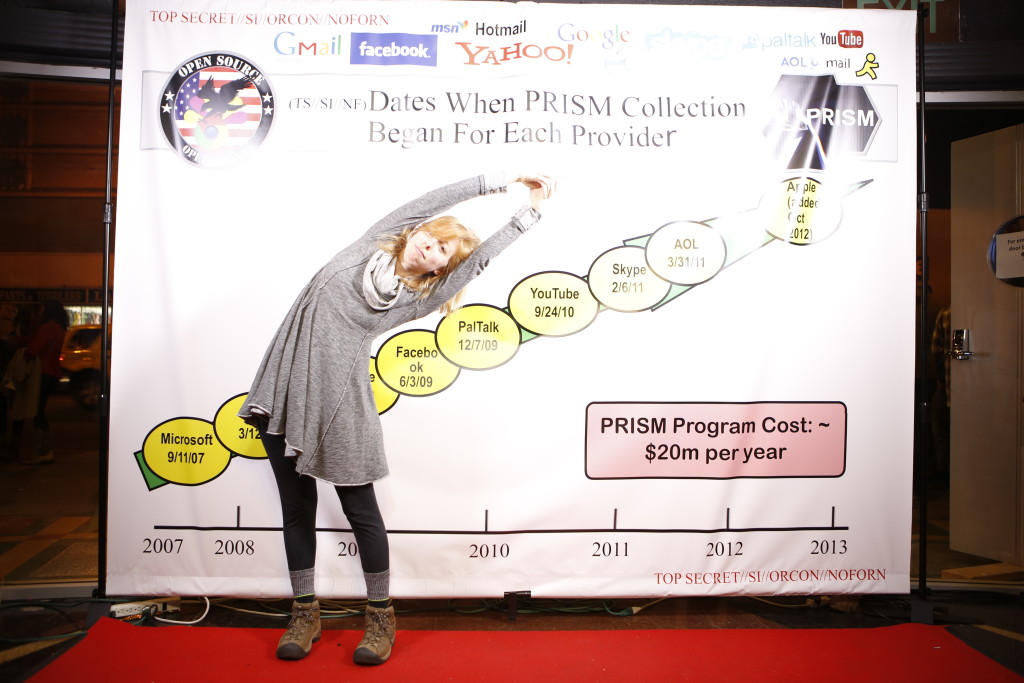 TOP SECRET//SI//ORCON//NOFORN
msn Hotmail
Gmail facebook. YAHOO! Google paltalk YouTube
AOL mail
OPEN SOURCE
(TS//SI//NF) Dates When PRISM Collection
Began For Each Provider
PRISM
Apple
(added
Oct
2012)
AOL
3/31/11
Skype
2/6/11
YouTube
9/24/10
PalTalk
12/7/09
Facebo
ok
6/3/09
e
3/12
Microsoft
9/11/07
PRISM Program Cost: ~
$20m per year
2007 2008 20 2010 2011 2012 2013
TOP SECRET//SI//ORCON//NOFORN
EXIT